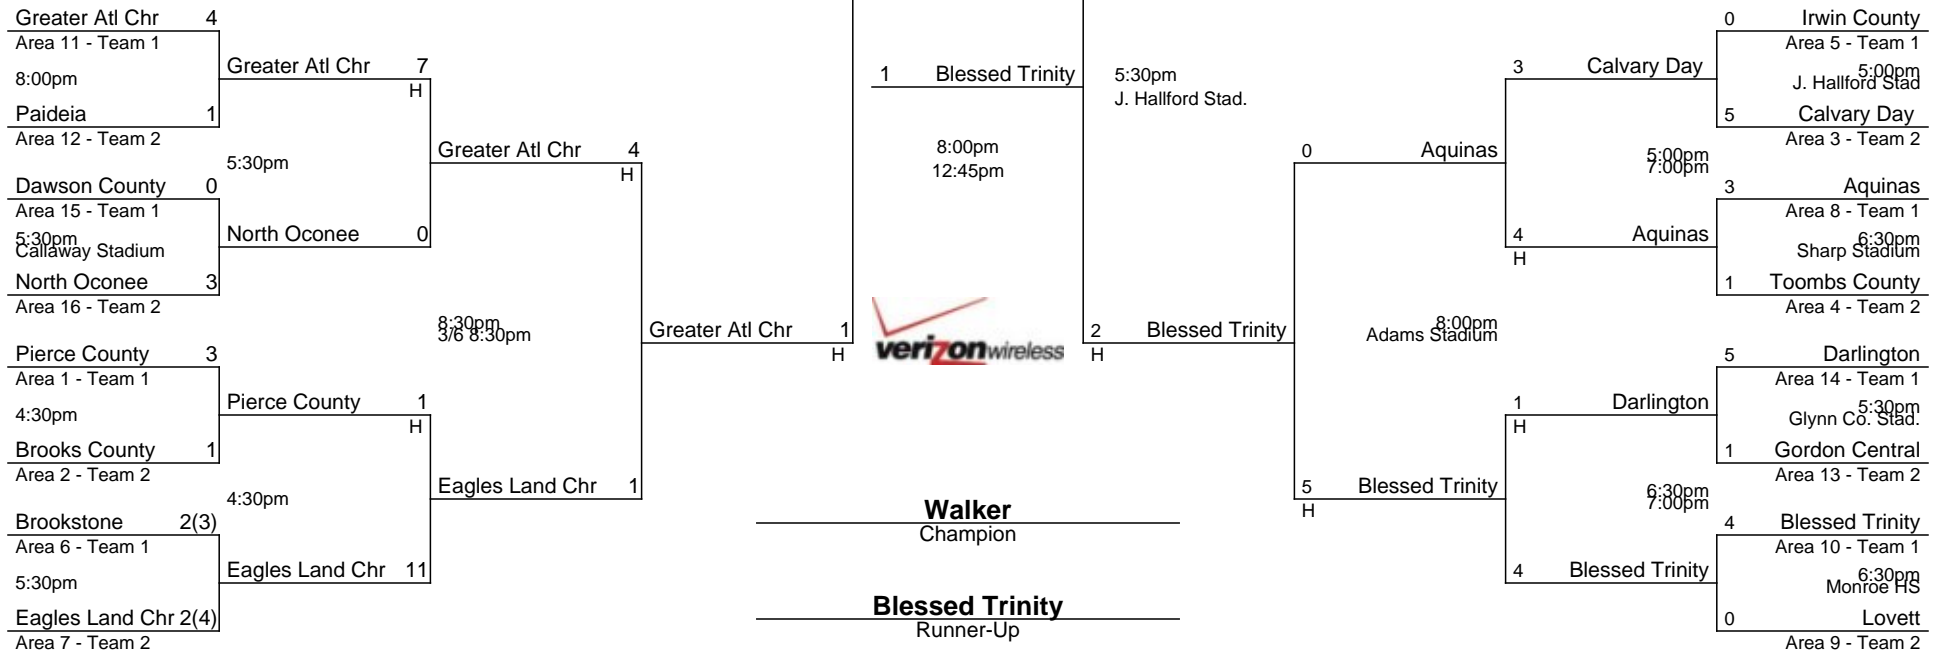 Greater Atl Chr 4
Area 11 - Team 1
8:00pm
Paideia 1
Area 12 - Team 2
Dawson County 0
Area 15 - Team 1
5:30pm
Callaway Stadium
North Oconee 3
Area 16 - Team 2
Pierce County 3
Area 1 - Team 1
4:30pm
Brooks County 1
Area 2 - Team 2
Brookstone 2(3)
Area 6 - Team 1
5:30pm
Eagles Land Chr 2(4)
Area 7 - Team 2
Greater Atl Chr 7
H
5:30pm
North Oconee 0
Pierce County 1
H
4:30pm
Eagles Land Chr 11
Greater Atl Chr 4
H
8:30pm
3/6 8:30pm
Eagles Land Chr 1
Greater Atl Chr 1
H
1 Blessed Trinity
8:00pm
12:45pm
verizonwireless
Walker
Champion
Blessed Trinity
Runner-Up
5:30pm
J. Hallford Stad.
2 Blessed Trinity
H
0 Aquinas
8:00pm
Adams Stadium
5 Blessed Trinity
H
3 Calvary Day
5:00pm
7:00pm
4 Aquinas
H
1 Darlington
H
6:30pm
7:00pm
4 Blessed Trinity
0 Irwin County
Area 5 - Team 1
5:00pm
J. Hallford Stad
5 Calvary Day
Area 3 - Team 2
3 Aquinas
Area 8 - Team 1
6:30pm
Sharp Stadium
1 Toombs County
Area 4 - Team 2
5 Darlington
Area 14 - Team 1
5:30pm
Glynn Co. Stad.
1 Gordon Central
Area 13 - Team 2
4 Blessed Trinity
Area 10 - Team 1
6:30pm
Monroe HS
0 Lovett
Area 9 - Team 2